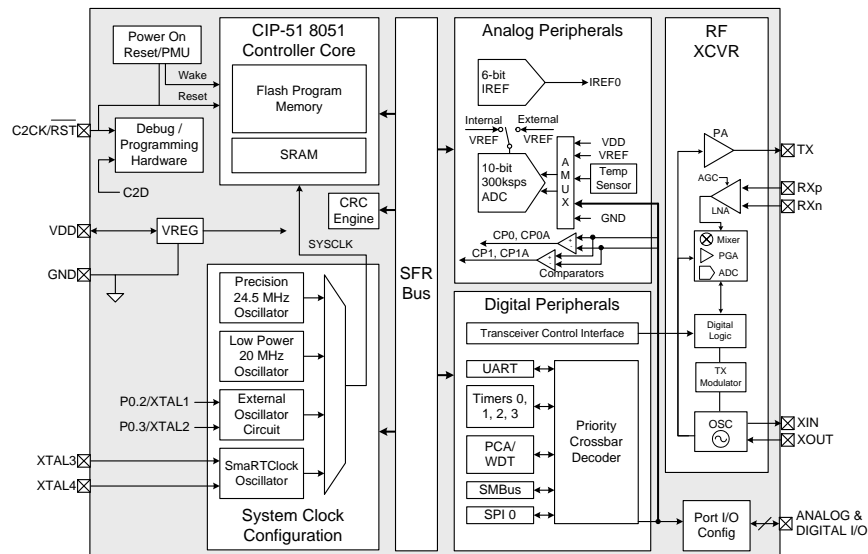 Power On
Reset/PMU
Wake
Reset
C2CK/RST
Debug /
Programming
Hardware
C2D
VDD
VREG
GND
CIP-51 8051
Controller Core
Flash Program
Memory
SRAM
CRC
Engine
SYSCLK
Precision
24.5 MHz
Oscillator
Low Power
20 MHz
Oscillator
P0.2/XTAL1
P0.3/XTAL2
External
Oscillator
Circuit
XTAL3
XTAL4
SmaRTClock
Oscillator
System Clock
Configuration
SFR
Bus
Analog Peripherals
6-bit
IREF
IREF0
Internal
VREF
External
VREF
10-bit
300ksps
ADC
A
M
U
X
VDD
VREF
Temp
Sensor
GND
CP0, CP0A
+
-
CP1, CP1A
+
-
Comparators
Digital Peripherals
Transceiver Control Interface
UART
Timers 0,
1, 2, 3
PCA/
WDT
SMBus
SPI 0
Priority
Crossbar
Decoder
RF
XCVR
PA
TX
AGC
LNA
RXp
RXn
Mixer
PGA
ADC
Digital
Logic
TX
Modulator
OSC
XIN
XOUT
Port I/O
Config
ANALOG &
DIGITAL I/O